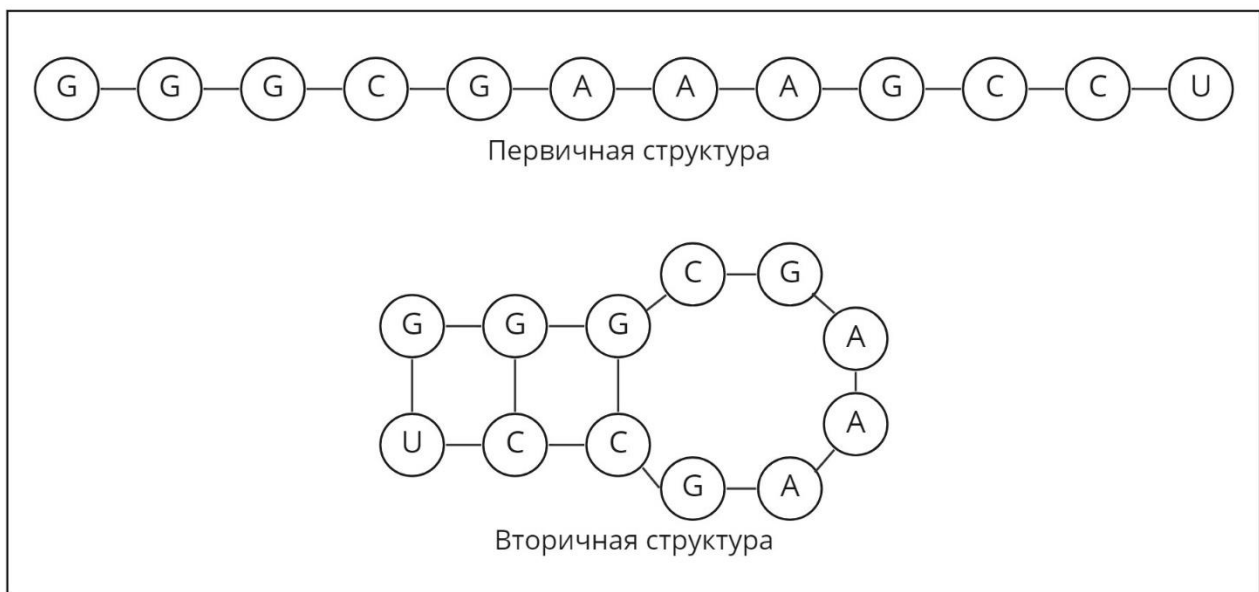 G G G C G A A A G C C U
Первичная структура
C G
G G G
A
A
U C C
G A
Вторичная структура